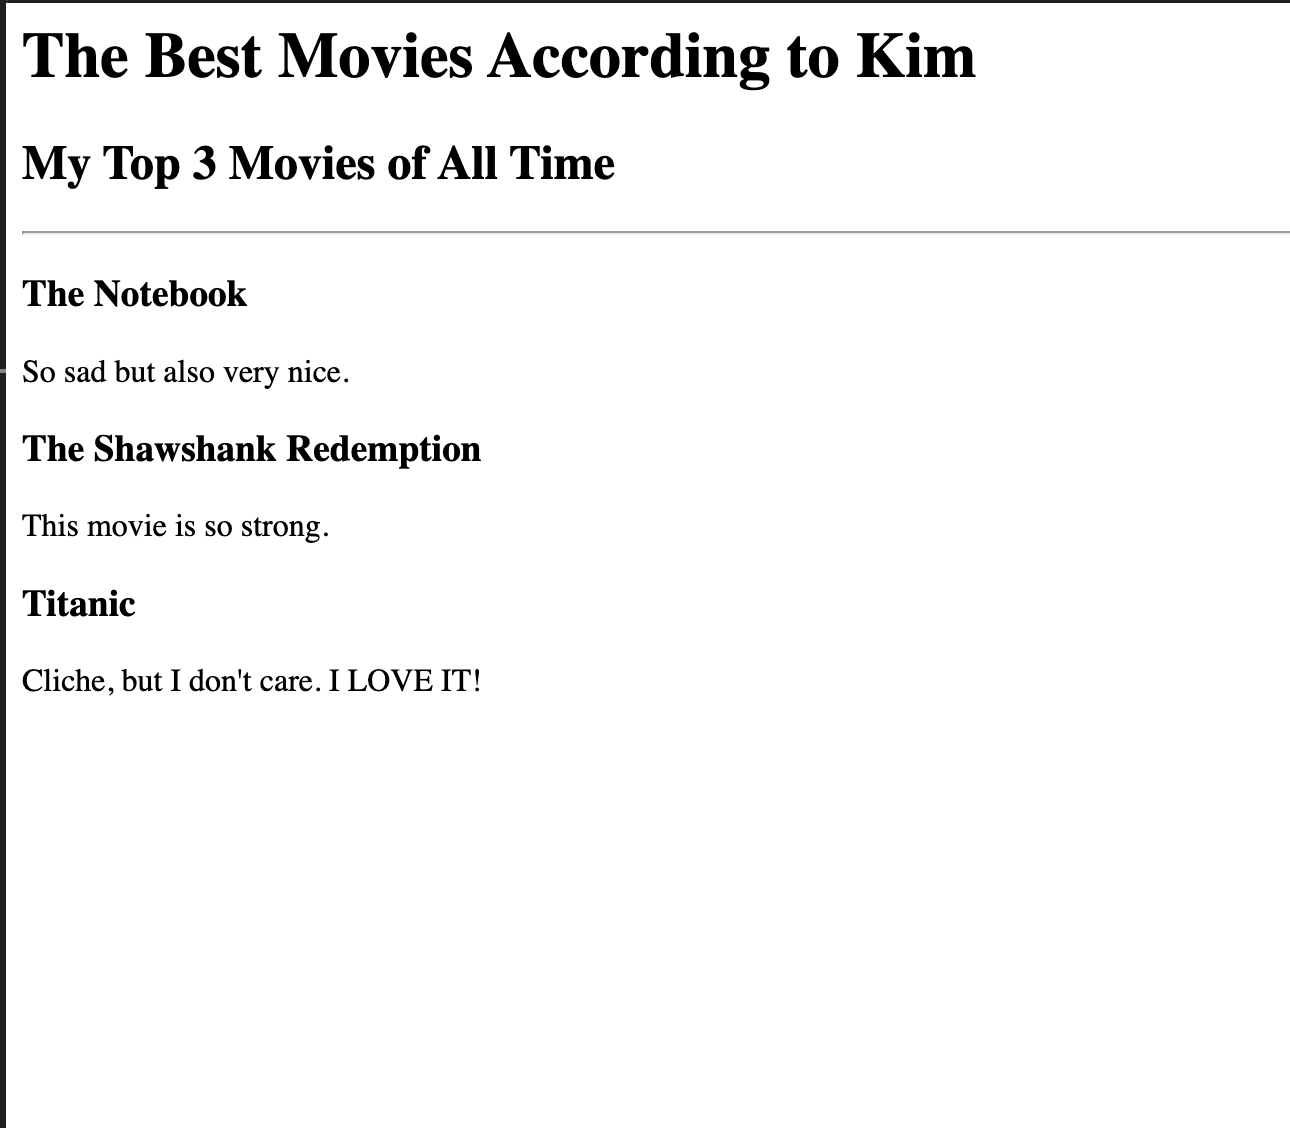 The Best Movies According to Kim
My Top 3 Movies of All Time
The Notebook
So sad but also very nice.
The Shawshank Redemption
This movie is so strong.
Titanic
Cliche, but I don't care. I LOVE IT!